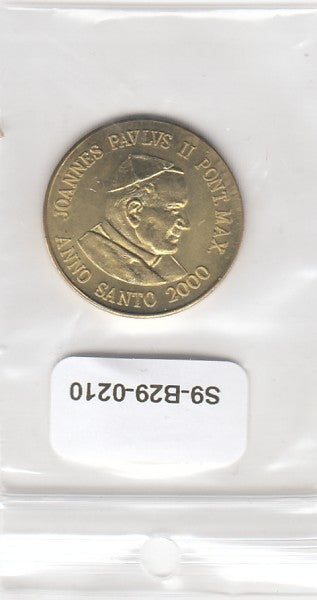 JOANNES PAVLVS II PONT. MAX
ANNO SANTO 2000
S9-B29-0210